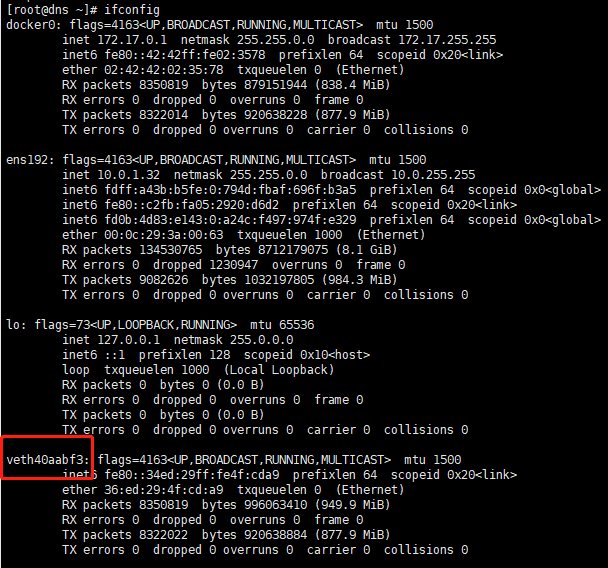 [root@dns ~]# ifconfig
docker0: flags=4163<UP,BROADCAST,RUNNING,MULTICAST>  mtu 1500
        inet 172.17.0.1  netmask 255.255.0.0  broadcast 172.17.255.255
        inet6 fe80::42:42ff:fe02:3578  prefixlen 64  scopeid 0x20<link>
        ether 02:42:42:02:35:78  txqueuelen 0  (Ethernet)
        RX packets 8350819  bytes 879151944 (838.4 MiB)
        RX errors 0  dropped 0  overruns 0  frame 0
        TX packets 8322014  bytes 920638228 (877.9 MiB)
        TX errors 0  dropped 0 overruns 0  carrier 0  collisions 0

ens192: flags=4163<UP,BROADCAST,RUNNING,MULTICAST>  mtu 1500
        inet 10.0.1.32  netmask 255.255.0.0  broadcast 10.0.255.255
        inet6 fdff:a43b:b5fe:0:794d:fbaf:696f:b3a5  prefixlen 64  scopeid 0x0<global>
        inet6 fe80::c2fb:fa05:2920:d6d2  prefixlen 64  scopeid 0x20<link>
        inet6 fd0b:4d83:e143:0:a24c:f497:974f:e329  prefixlen 64  scopeid 0x0<global>
        ether 00:0c:29:3a:00:63  txqueuelen 1000  (Ethernet)
        RX packets 134530765  bytes 8712179075 (8.1 GiB)
        RX errors 0  dropped 1230947  overruns 0  frame 0
        TX packets 9082626  bytes 1032197805 (984.3 MiB)
        TX errors 0  dropped 0 overruns 0  carrier 0  collisions 0

lo: flags=73<UP,LOOPBACK,RUNNING>  mtu 65536
        inet 127.0.0.1  netmask 255.0.0.0
        inet6 ::1  prefixlen 128  scopeid 0x10<host>
        loop  txqueuelen 1000  (Local Loopback)
        RX packets 0  bytes 0 (0.0 B)
        RX errors 0  dropped 0  overruns 0  frame 0
        TX packets 0  bytes 0 (0.0 B)
        TX errors 0  dropped 0 overruns 0  carrier 0  collisions 0

veth40aabf3: flags=4163<UP,BROADCAST,RUNNING,MULTICAST>  mtu 1500
        inet6 fe80::34ed:29ff:fe4f:cda9  prefixlen 64  scopeid 0x20<link>
        ether 36:ed:29:4f:cd:a9  txqueuelen 0  (Ethernet)
        RX packets 8350819  bytes 996063410 (949.9 MiB)
        RX errors 0  dropped 0  overruns 0  frame 0
        TX packets 8322022  bytes 920638884 (877.9 MiB)
        TX errors 0  dropped 0 overruns 0  carrier 0  collisions 0